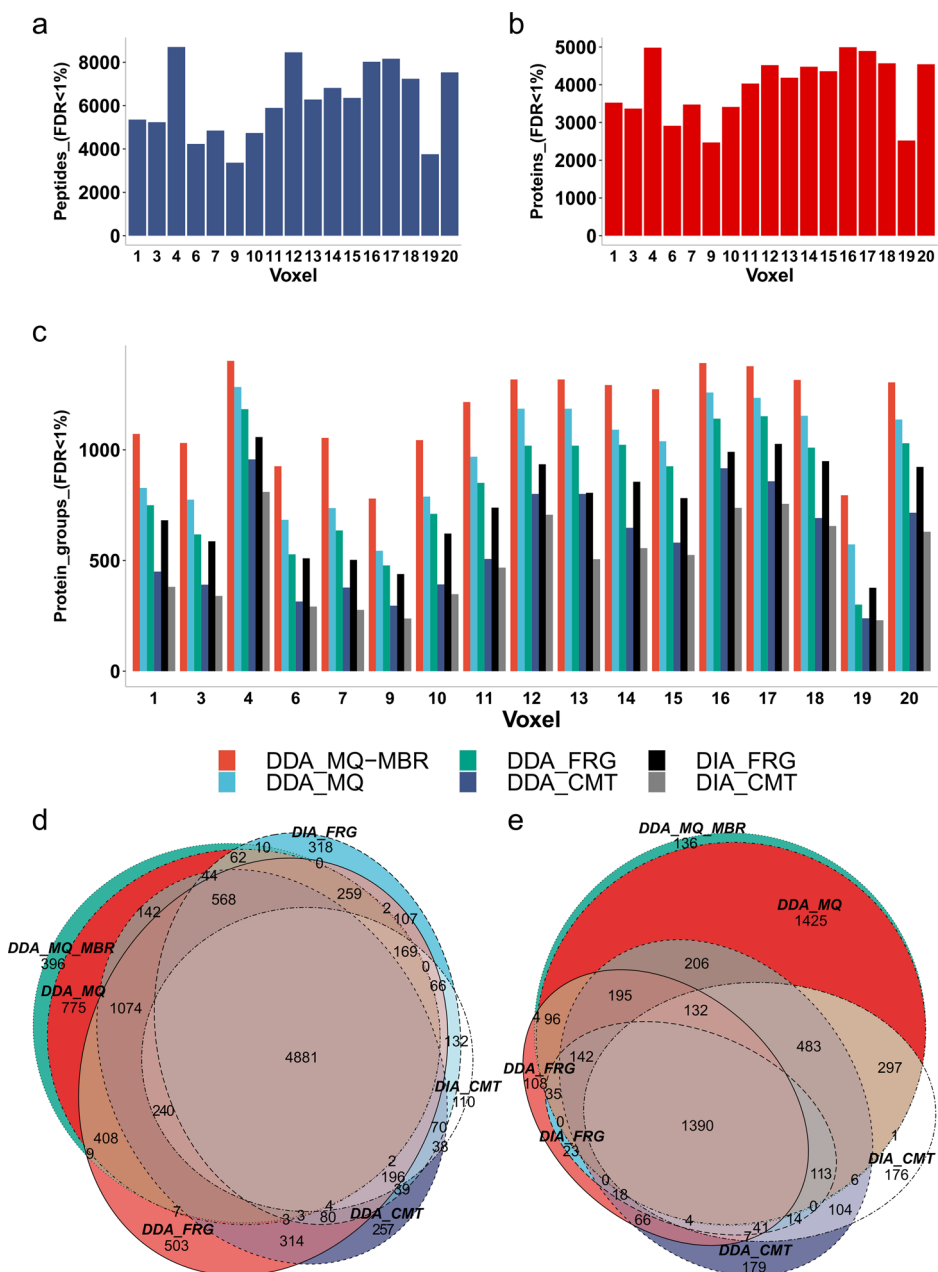 a
Peptides_(FDR<1%)
8000
6000
4000
2000
0
1 3 4 6 7 9 10 11 12 13 14 15 16 17 18 19 20
Voxel
b
Proteins_(FDR<1%)
5000
4000
3000
2000
1000
0
1 3 4 6 7 9 10 11 12 13 14 15 16 17 18 19 20
Voxel
c
Protein_groups_(FDR<1%)
1000
500
0
1 3 4 6 7 9 10 11 12 13 14 15 16 17 18 19 20
Voxel
DDA_MQ−MBR DDA_FRG DIA_FRG
DDA_MQ DDA_CMT DIA_CMT
d
DIA_FRG
10 318
62 0
44
568 259
142 2 107
DDA_MQ_MBR 169
396 0
DDA_MQ 66
775 1074
132
4881
DIA_CMT
110
240
70
408 38
9 2
196
39
7 3 3 4 80 DDA_CMT
DDA_FRG 257
503 314
e
DDA_MQ_MBR
136
DDA_MQ
1425
206
195 132
4 96
483
142 297
DDA_FRG
108
35
0 1390
DIA_FRG 1
23 DIA_CMT
113 176
0 6
18 0 104
66 4 14
41
7
DDA_CMT
179